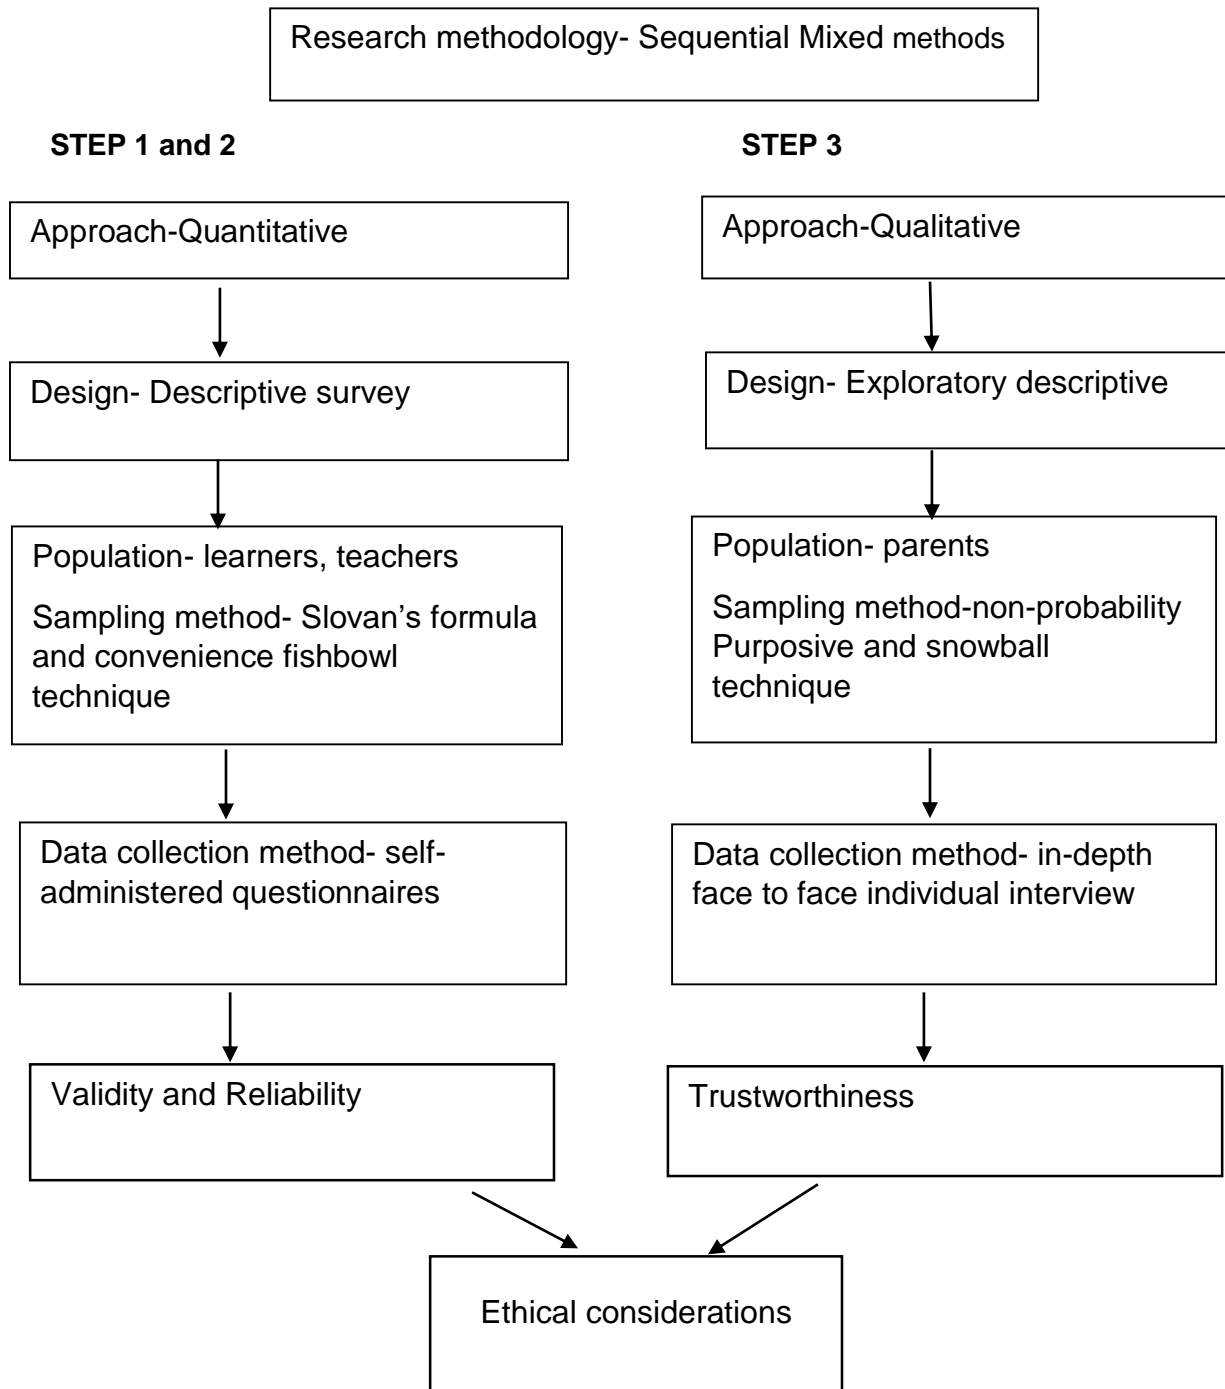 Research methodology- Sequential Mixed methods
STEP 1 and 2
Approach-Quantitative
Design- Descriptive survey
Population- learners, teachers
Sampling method- Slovan’s formula
and convenience fishbowl
technique
Data collection method- self-
administered questionnaires
Validity and Reliability
STEP 3
Approach-Qualitative
Design- Exploratory descriptive
Population- parents
Sampling method-non-probability
Purposive and snowball
technique
Data collection method- in-depth
face to face individual interview
Trustworthiness
Ethical considerations